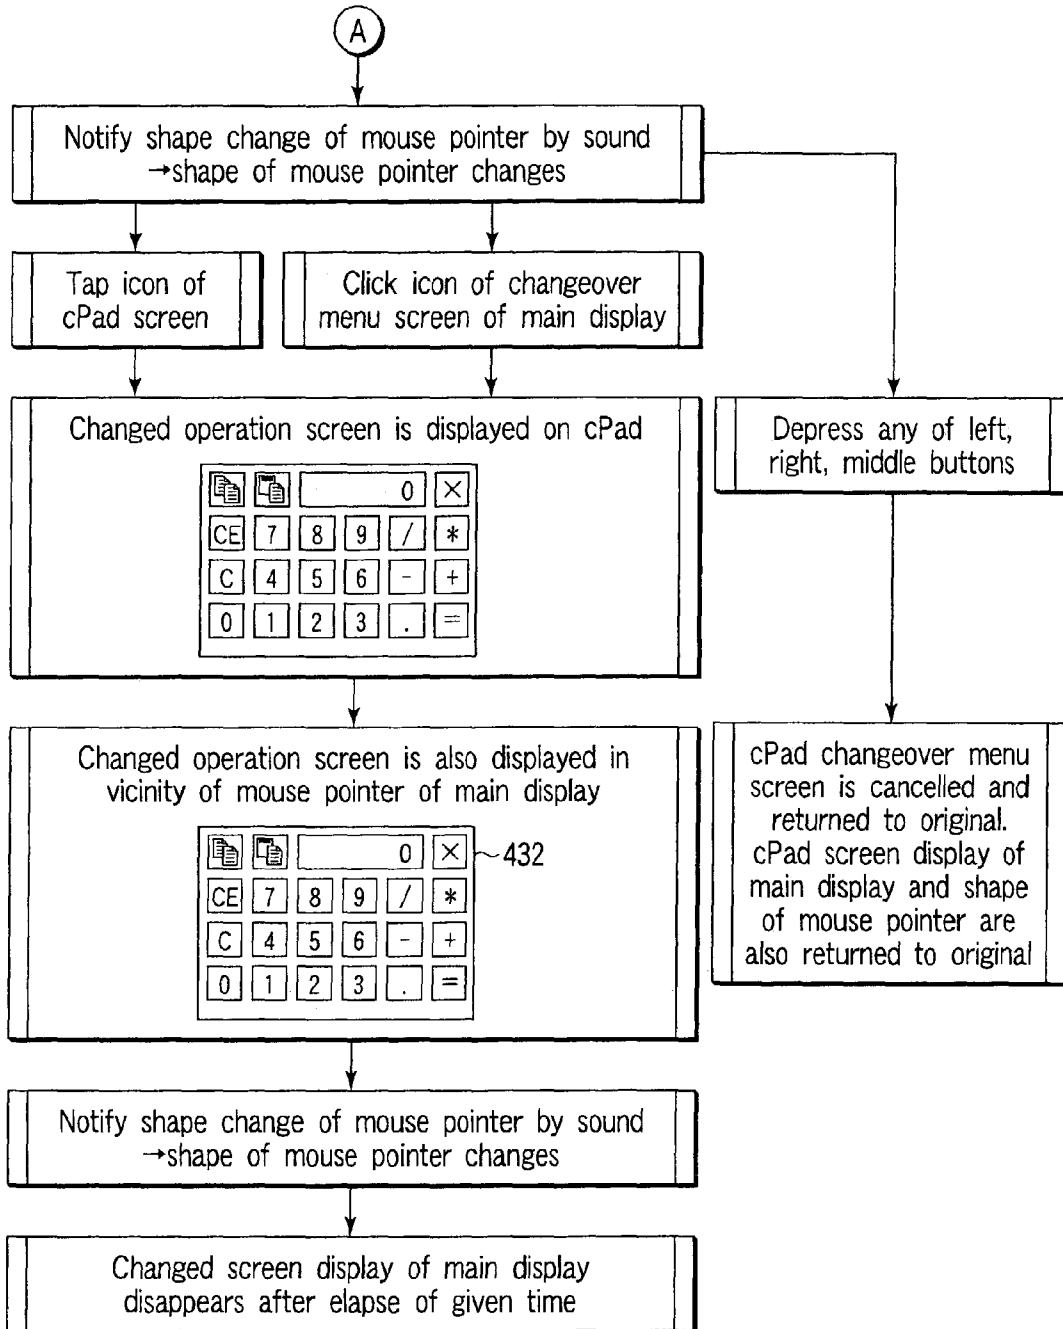 A
Notify shape change of mouse pointer by sound
→shape of mouse pointer changes
Tap icon of
cPad screen
Click icon of changeover
menu screen of main display
Changed operation screen is displayed on cPad
0 ×
CE 7 8 9 / *
C 4 5 6 - +
0 1 2 3 . =
Depress any of left,
right, middle buttons
Changed operation screen is also displayed in
vicinity of mouse pointer of main display
0 × 432
CE 7 8 9 / *
C 4 5 6 - +
0 1 2 3 . =
cPad changeover menu
screen is cancelled and
returned to original.
cPad screen display of
main display and shape
of mouse pointer are
also returned to original
Notify shape change of mouse pointer by sound
→shape of mouse pointer changes
Changed screen display of main display
disappears after elapse of given time